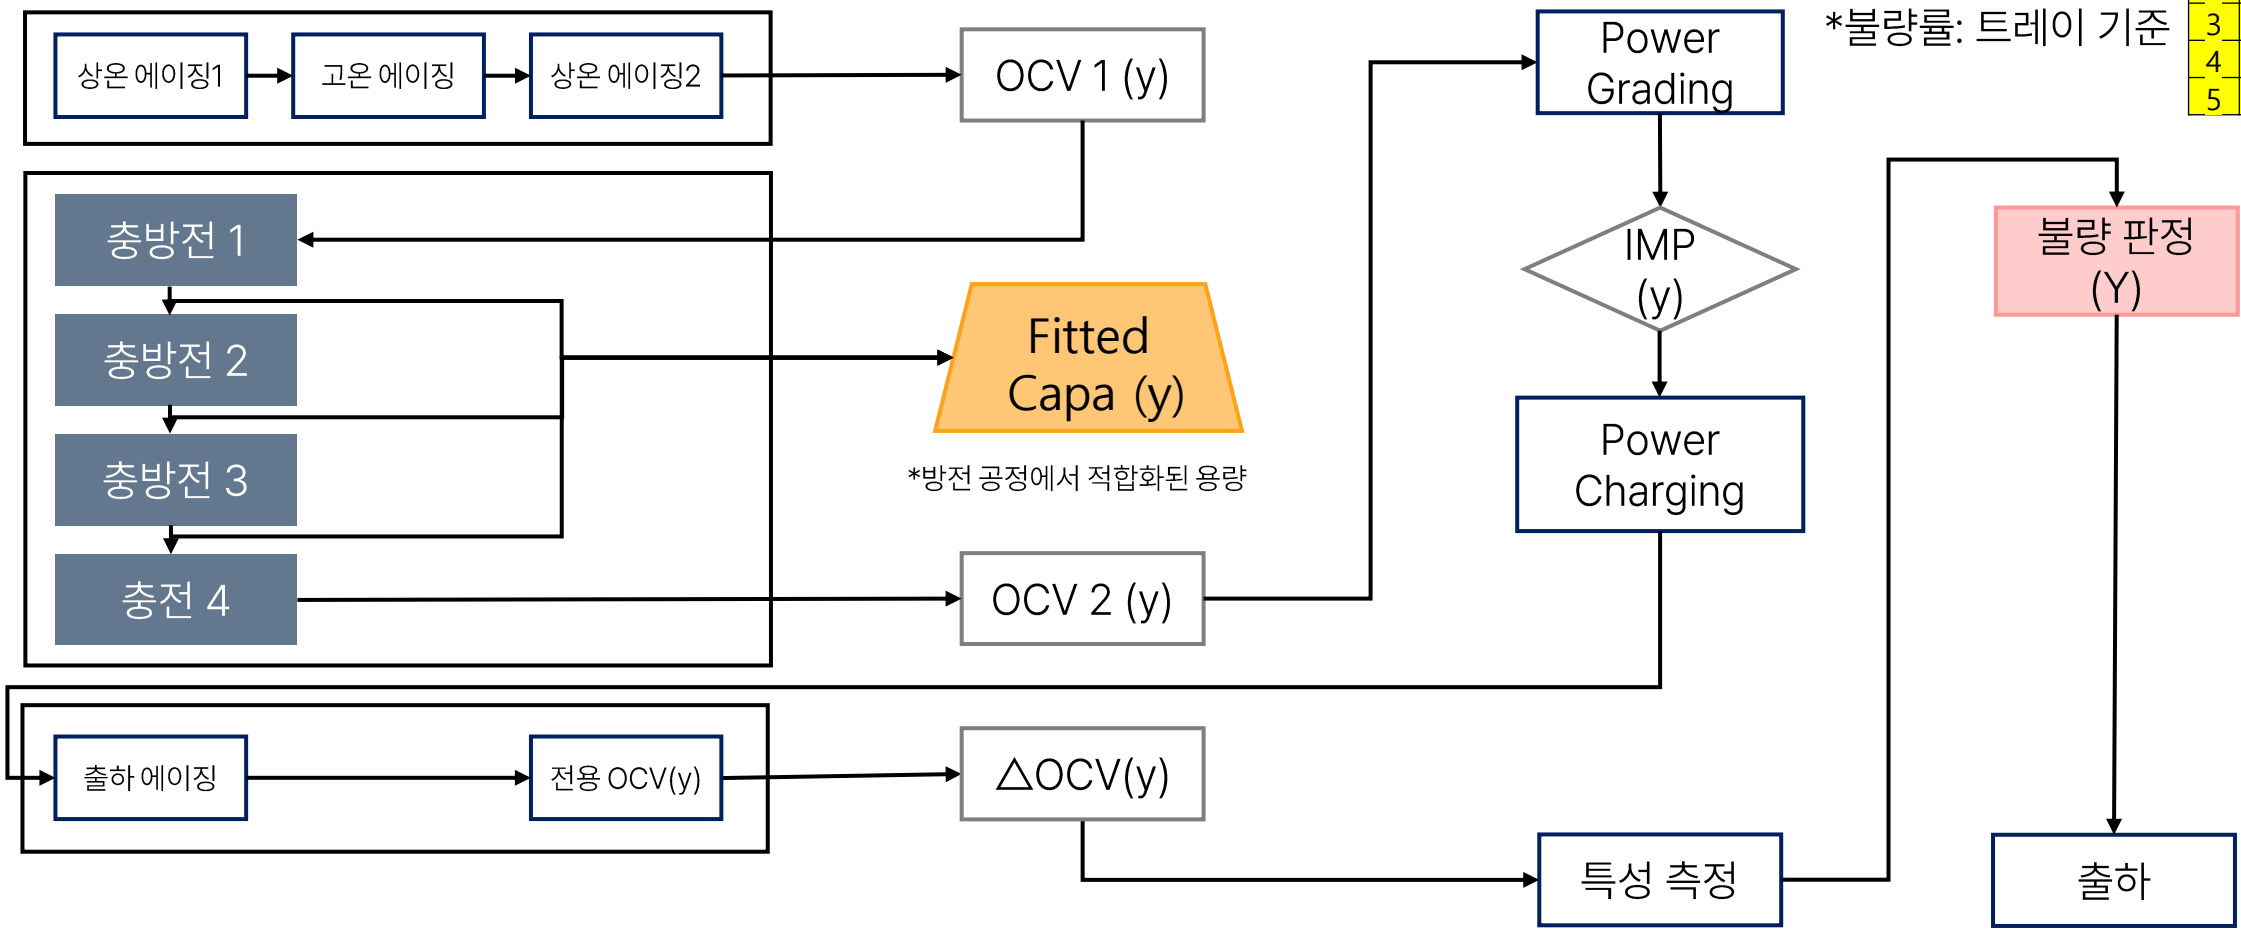 상온 에이징1
고온 에이징
상온 에이징2
OCV 1 (y)
Power
Grading
*불량률: 트레이 기준
3
4
5
충방전 1
충방전 2
충방전 3
충전 4
Fitted
Capa (y)
*방전 공정에서 적합화된 용량
OCV 2 (y)
IMP
(y)
Power
Charging
불량 판정
(Y)
출하 에이징
전용 OCV(y)
△OCV(y)
특성 측정
출하